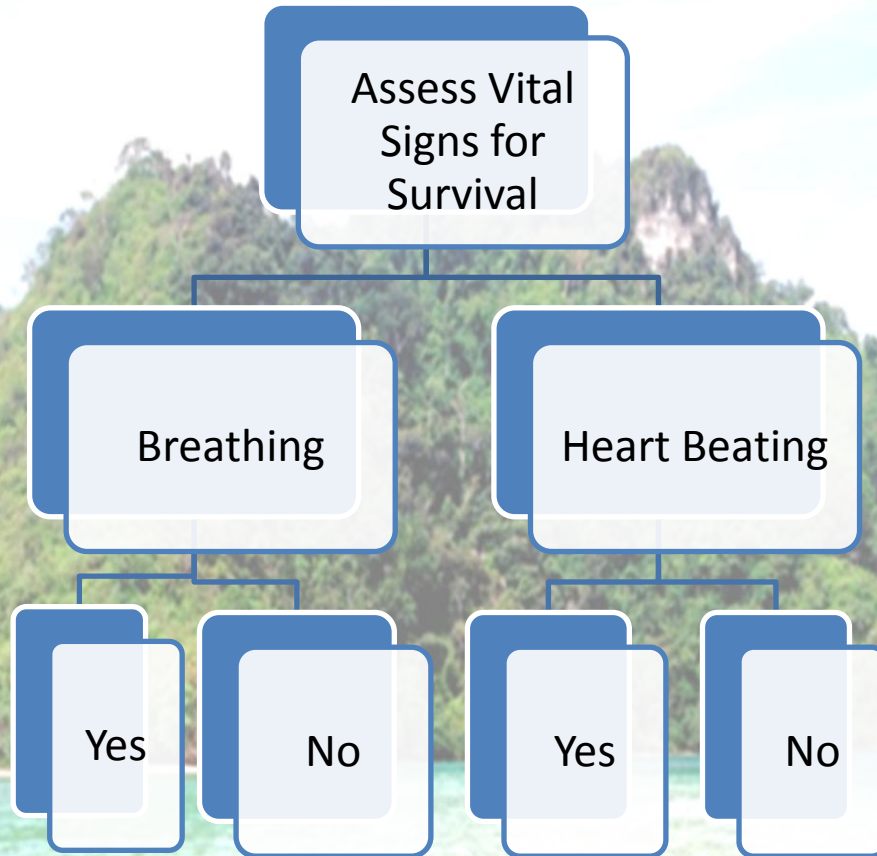 Assess Vital
Signs for
Survival
Breathing
Heart Beating
Yes
No
Yes
No